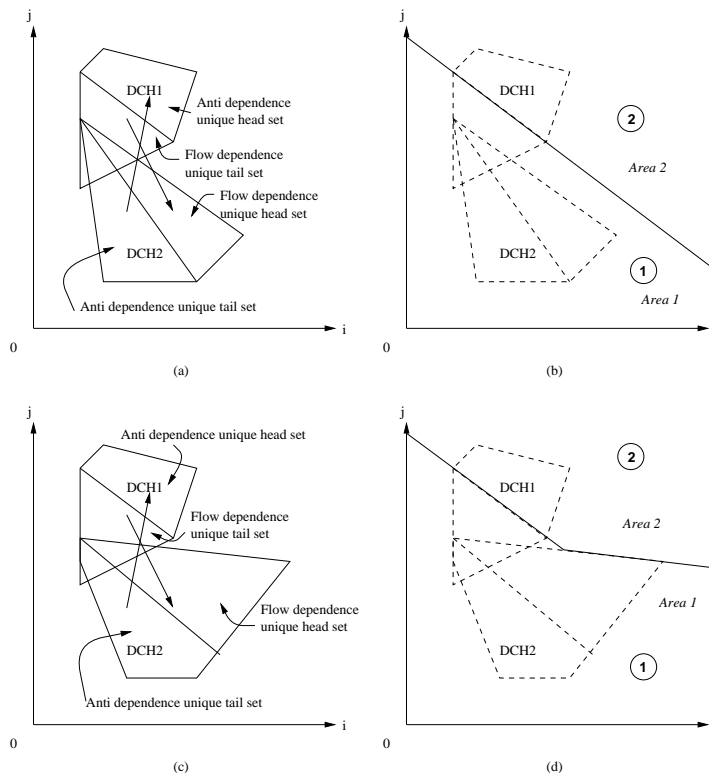 j
DCH1
Anti dependence
unique head set
Flow dependence
unique tail set
Flow dependence
unique head set
DCH2
Anti dependence unique tail set
i
0
(a)
j
DCH1
2
Area 2
DCH2
1
Area 1
0
(b)
j
Anti dependence unique head set
DCH1
Flow dependence
unique tail set
Flow dependence
unique head set
DCH2
Anti dependence unique tail set
i
0
(c)
j
2
DCH1
Area 2
Area 1
DCH2
1
0
(d)